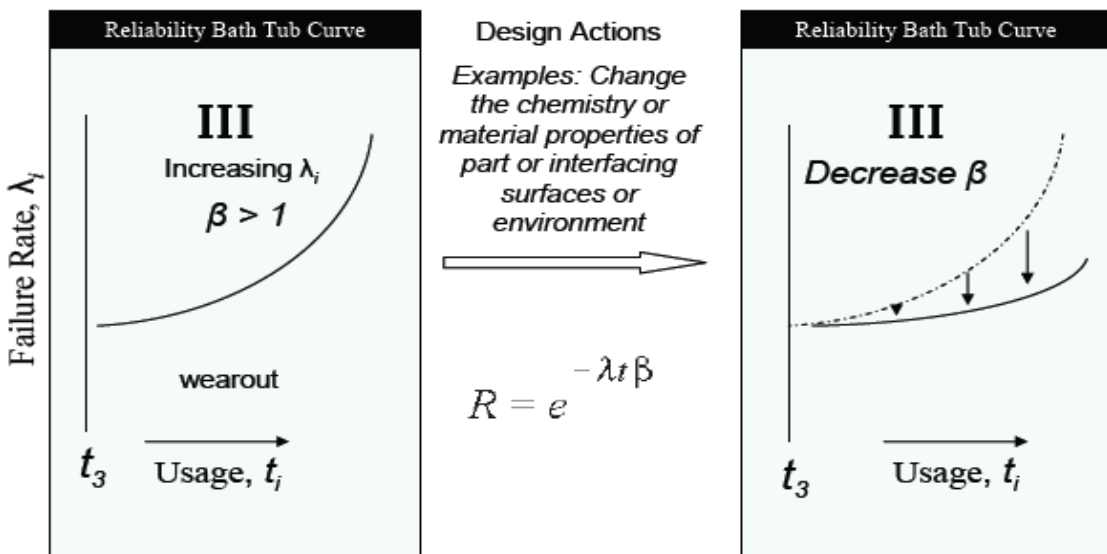 Reliability Bath Tub Curve
III
Increasing λi
β > 1
Failure Rate, λi
wearout
t3
Usage, ti
Design Actions
Examples: Change
the chemistry or
material properties of
part or interfacing
surfaces or
environment
R = e^-λtβ
Reliability Bath Tub Curve
III
Decrease β
t3
Usage, ti